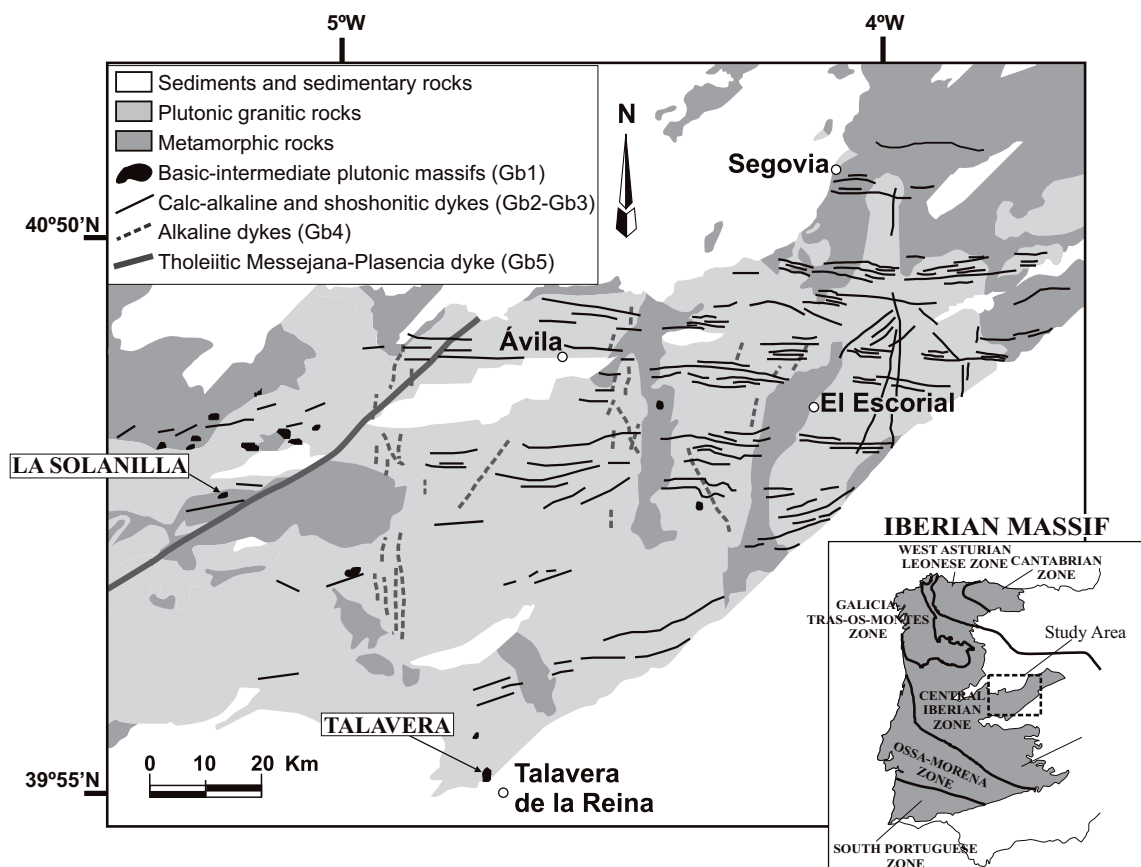 5ºW
4ºW
Sediments and sedimentary rocks
Plutonic granitic rocks
Metamorphic rocks
Basic-intermediate plutonic massifs (Gb1)
Calc-alkaline and shoshonitic dykes (Gb2-Gb3)
Alkaline dykes (Gb4)
Tholeiitic Messejana-Plasencia dyke (Gb5)
N
Segovia
40º50’N
Ávila
El Escorial
LA SOLANILLA
TALAVERA
0 10 20 Km
39º55’N
Talavera
de la Reina
IBERIAN MASSIF
WEST ASTURIAN
LEONESE ZONE
CANTABRIAN
ZONE
GALICIA
TRAS-OS-MONTES
ZONE
Study Area
CENTRAL
IBERIAN
ZONE
OSSA-MORENA
ZONE
SOUTH PORTUGUESE
ZONE